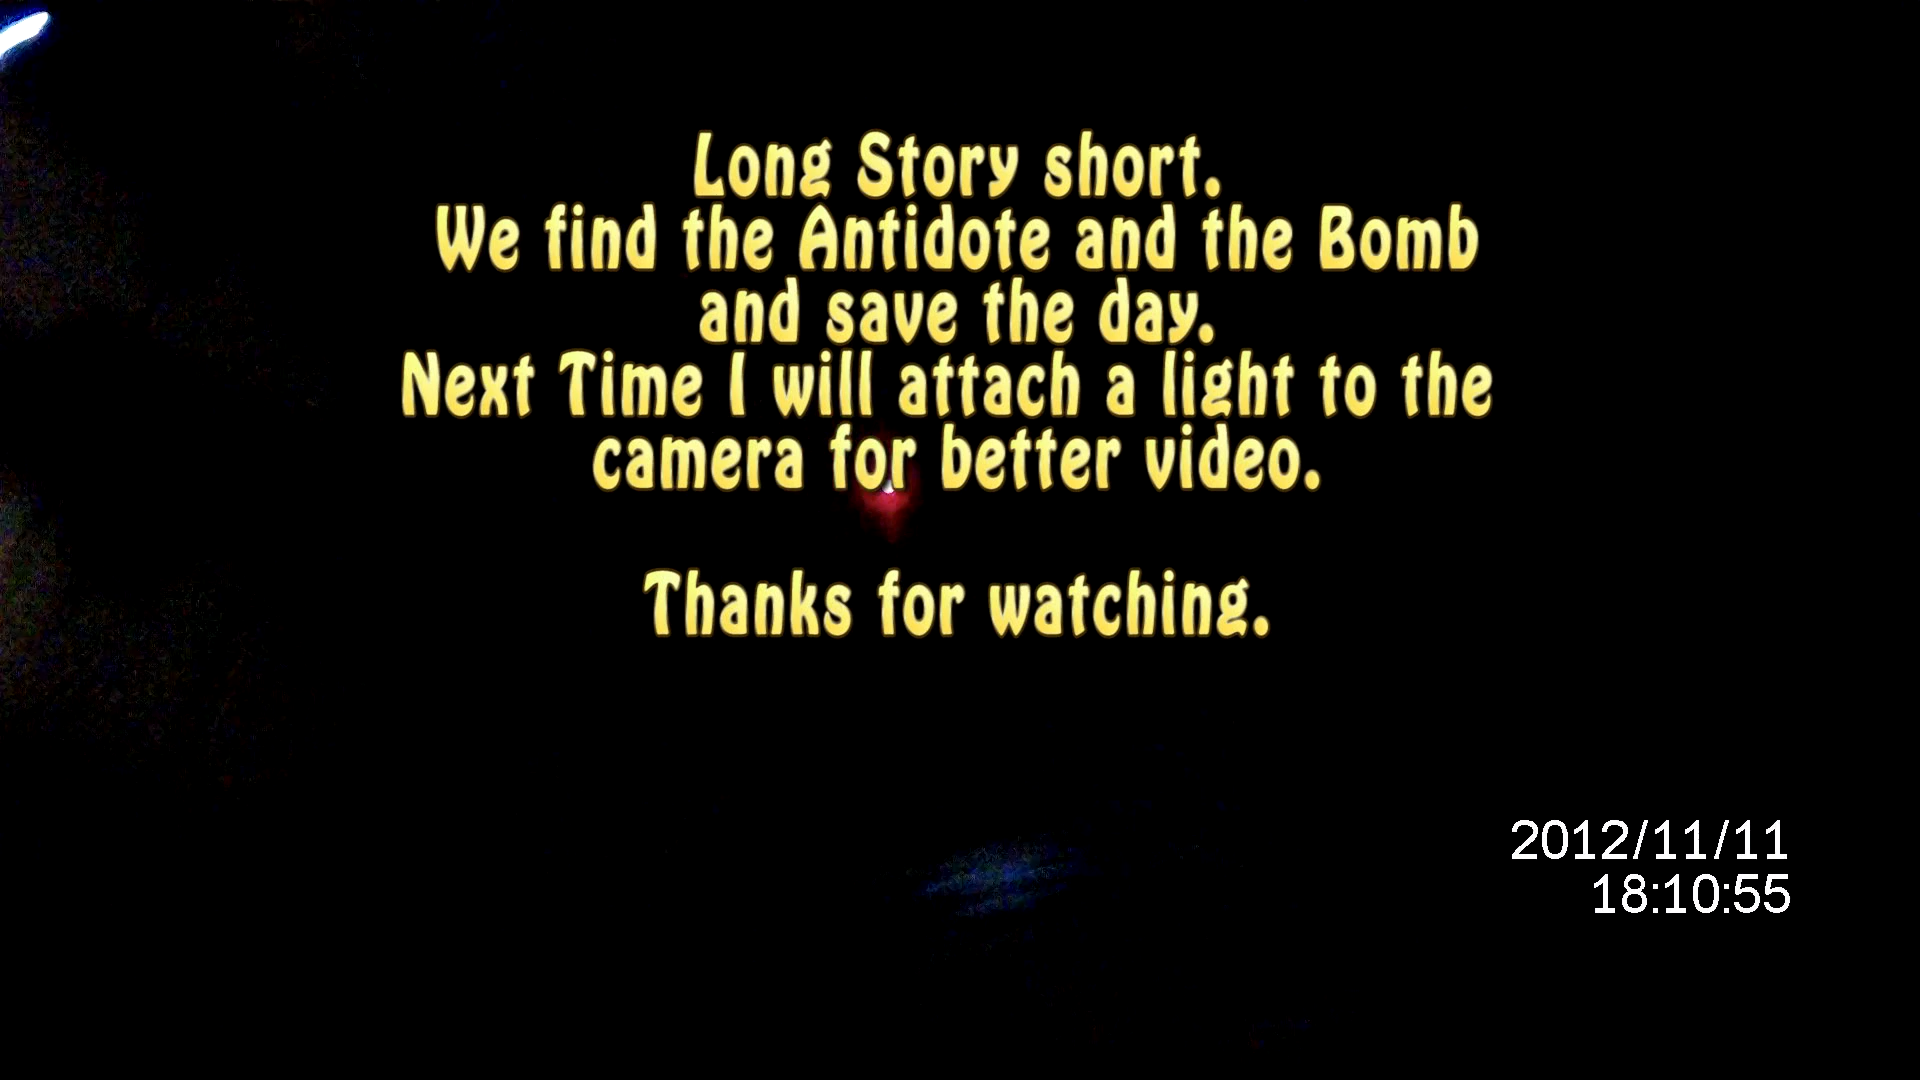 Long Story short.
We find the Antidote and the Bomb
and save the day.
Next Time I will attach a light to the
camera for better video.
Thanks for watching.
2012/11/11
18:10:55